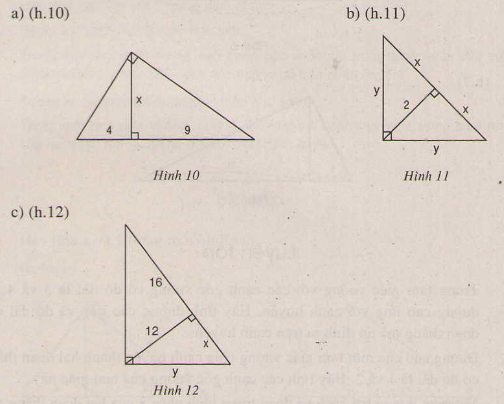 a) (h.10)
x
4
9
Hình 10
b) (h.11)
x
y
2
x
y
Hình 11
c) (h.12)
16
12
x
y
Hình 12